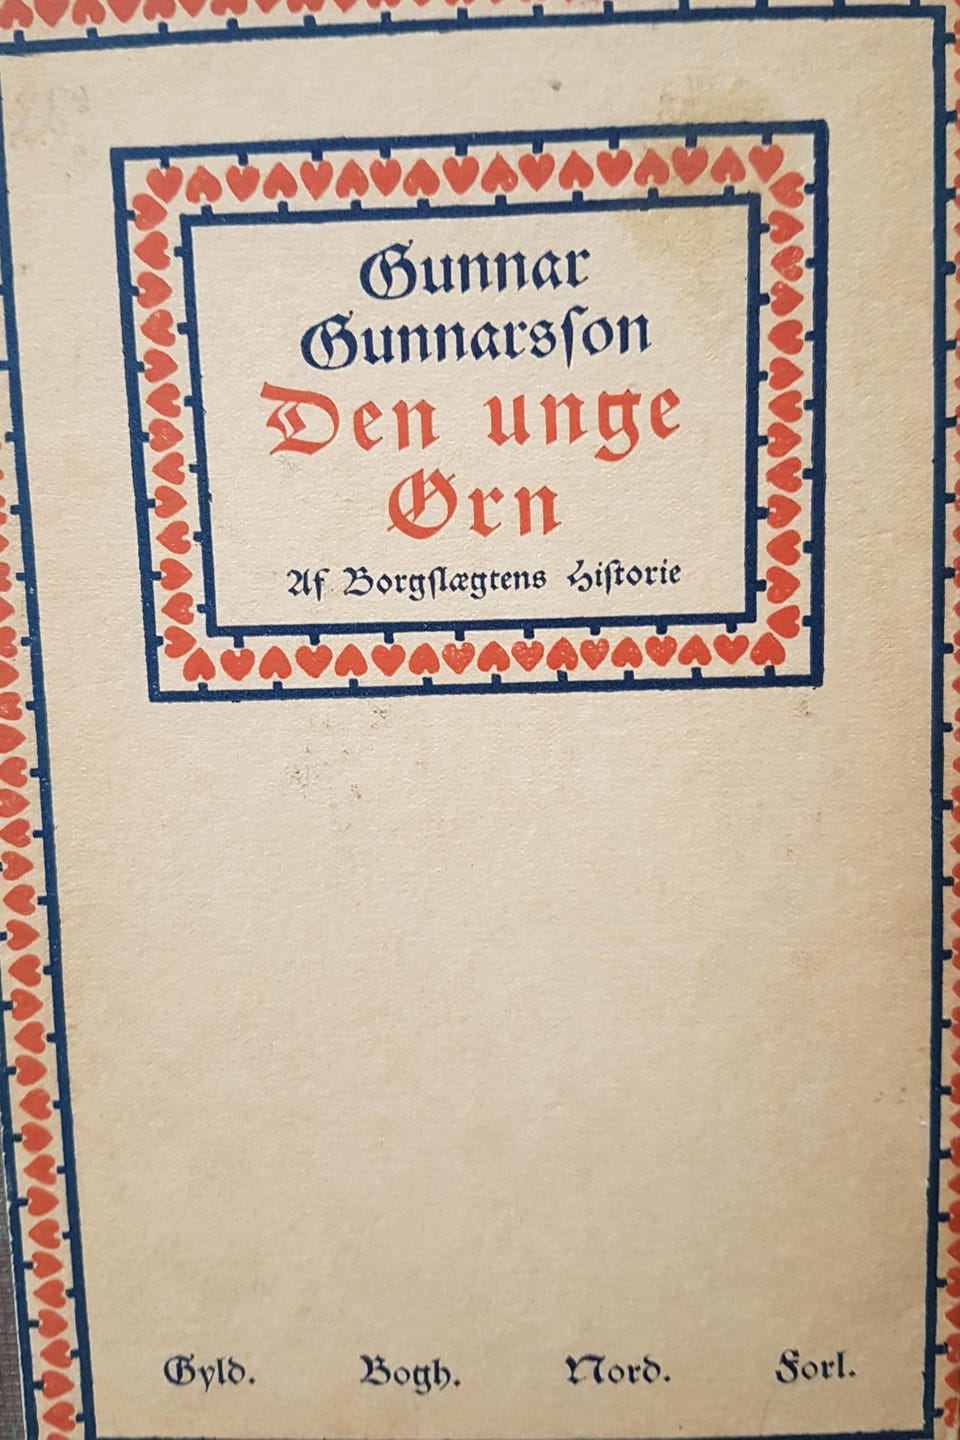 Gunnar
Gunnarsſon
Den unge
Ørn
Af Borgſlægtens Hiſtorie
Gyld. Bogh. Nord. Forl.